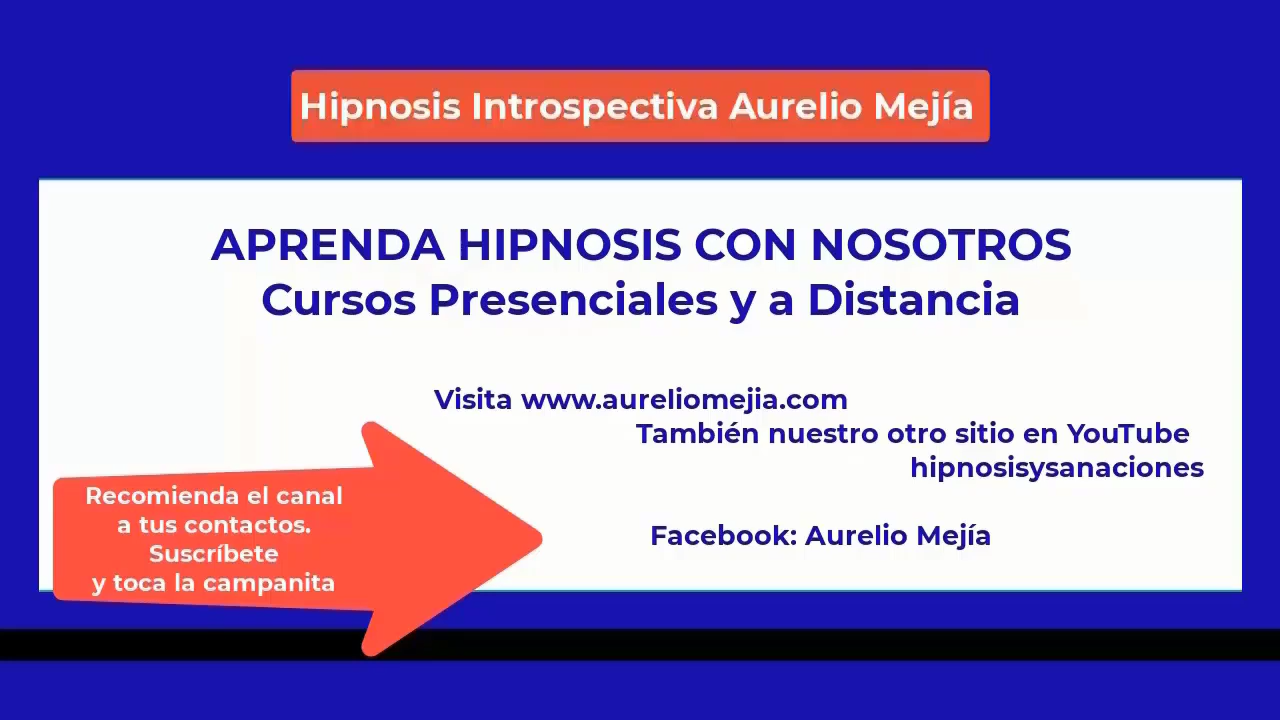 Hipnosis Introspectiva Aurelio Mejía
APRENDA HIPNOSIS CON NOSOTROS
Cursos Presenciales y a Distancia
Visita www.aureliomejia.com
También nuestro otro sitio en YouTube
hipnosisysanaciones
Facebook: Aurelio Mejía
Recomienda el canal
a tus contactos.
Suscríbete
y toca la campanita